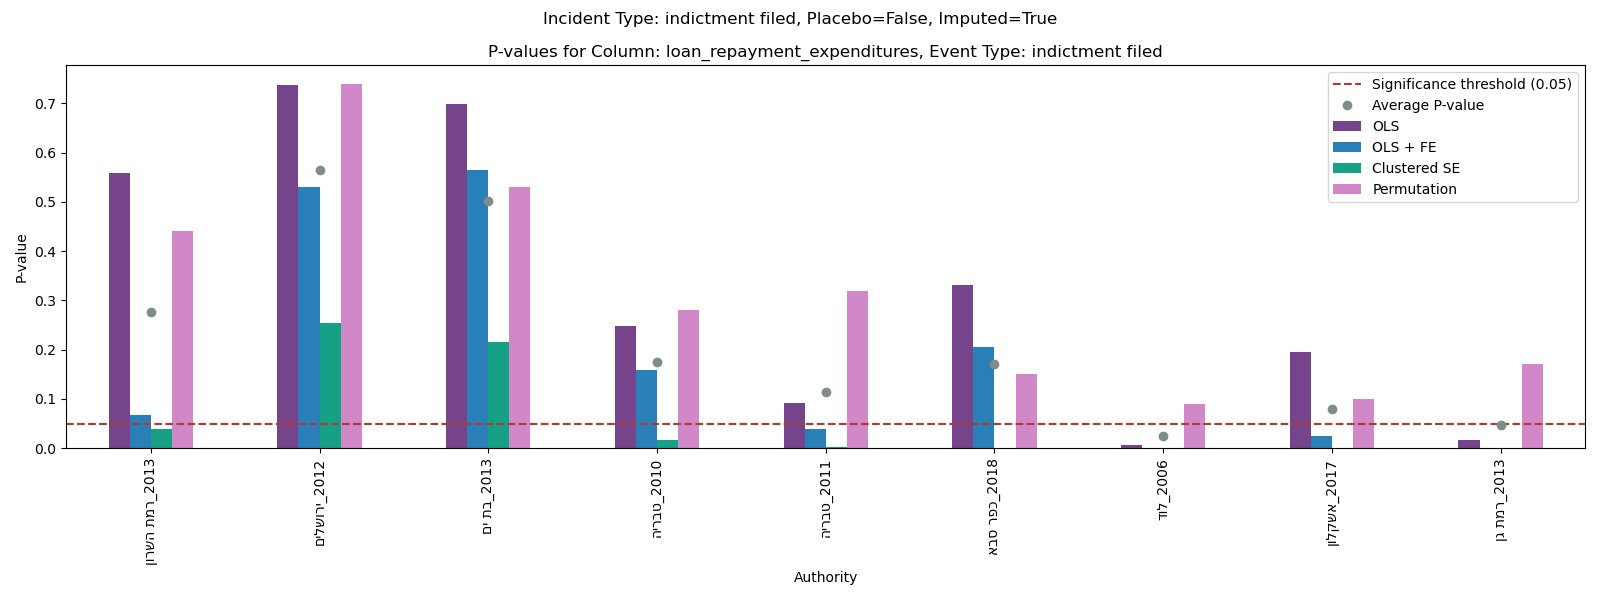 Incident Type: indictment filed, Placebo=False, Imputed=True
P-values for Column: loan_repayment_expenditures, Event Type: indictment filed
Significance threshold (0.05)
Average P-value
OLS
OLS + FE
Clustered SE
Permutation
P-value
0.7
0.6
0.5
0.4
0.3
0.2
0.1
0.0
רמת השרון_2013
ירושלים_2012
בת ים_2013
טבריה_2010
טבריה_2011
כפר סבא_2018
לוד_2006
אשקלון_2017
רמת גן_2013
Authority